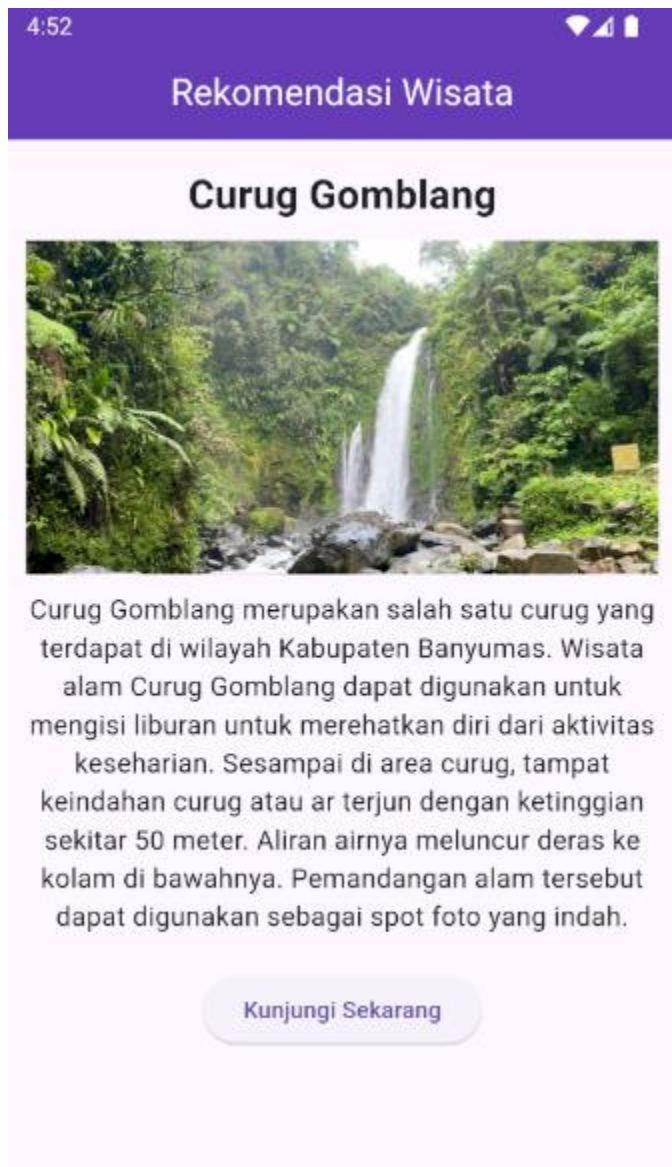 4:52
Rekomendasi Wisata
Curug Gomblang
Curug Gomblang merupakan salah satu curug yang
terdapat di wilayah Kabupaten Banyumas. Wisata
alam Curug Gomblang dapat digunakan untuk
mengisi liburan untuk merehatkan diri dari aktivitas
keseharian. Sesampai di area curug, tampat
keindahan curug atau ar terjun dengan ketinggian
sekitar 50 meter. Aliran airnya meluncur deras ke
kolam di bawahnya. Pemandangan alam tersebut
dapat digunakan sebagai spot foto yang indah.
Kunjungi Sekarang